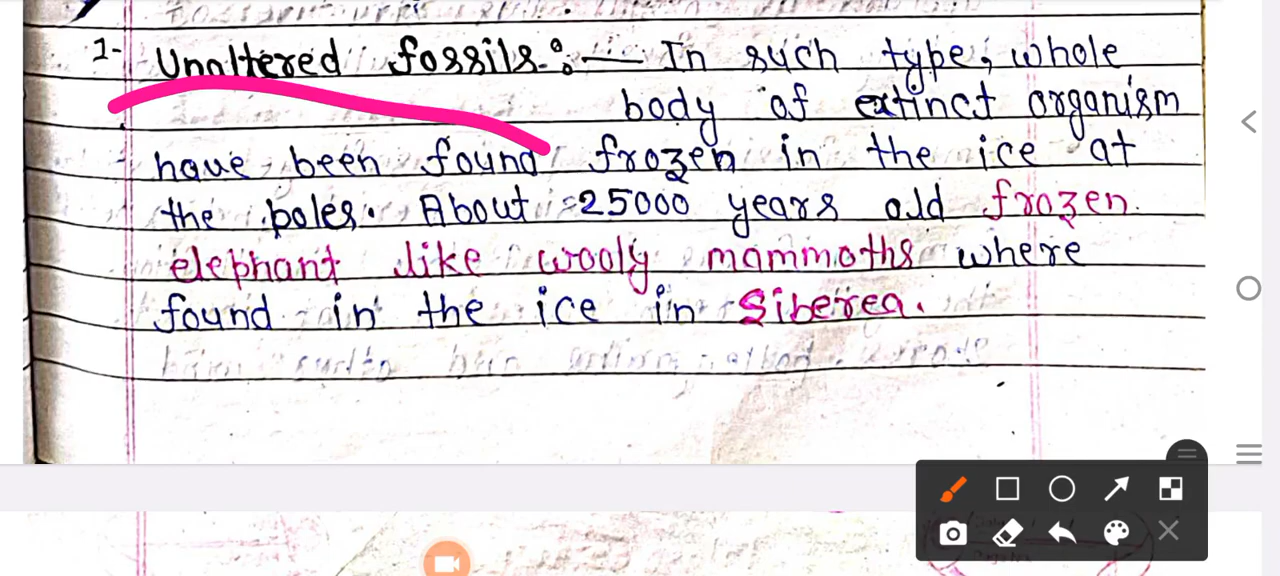 1- Unaltered fossils:— In such type, whole
body of extinct organism
have been found frozen in the ice at
the poles. About 25000 years old frozen
elephant like wooly mammoths where
found in the ice in Siberea.